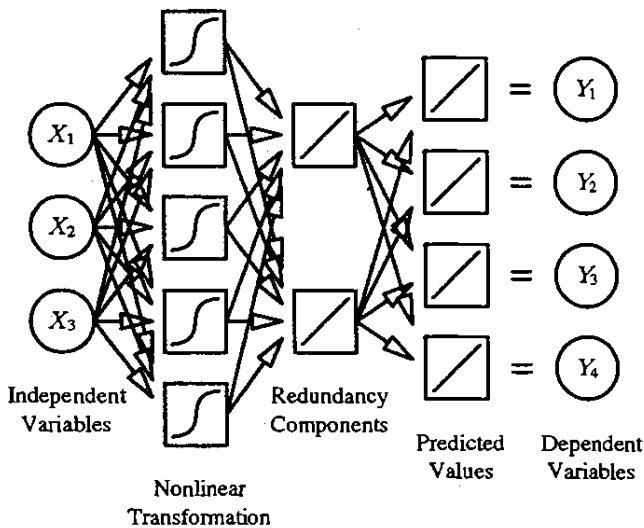 X1
X2
X3
Independent
Variables
Nonlinear
Transformation
Redundancy
Components
Predicted
Values
=
=
=
=
Y1
Y2
Y3
Y4
Dependent
Variables